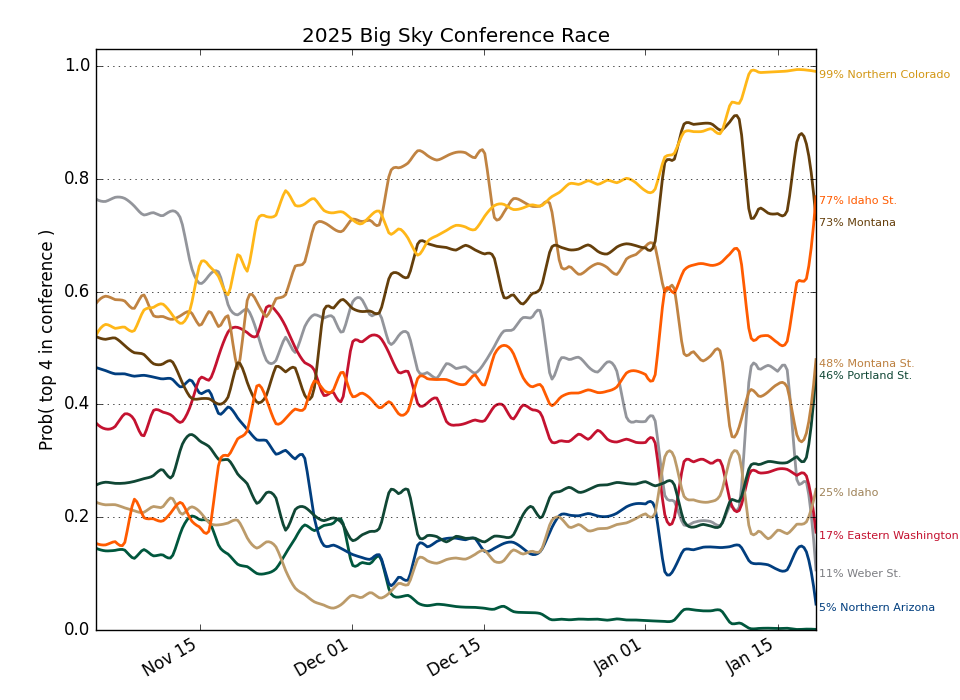 2025 Big Sky Conference Race
Prob( top 4 in conference )
1.0
0.8
0.6
0.4
0.2
0.0
Nov 15
Dec 01
Dec 15
Jan 01
Jan 15
99% Northern Colorado
77% Idaho St.
73% Montana
48% Montana St.
46% Portland St.
25% Idaho
17% Eastern Washington
11% Weber St.
5% Northern Arizona